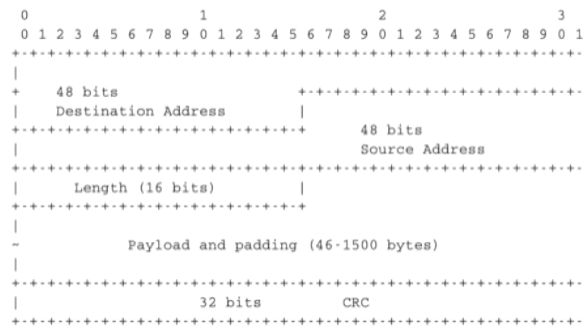 0 1 2 3
0 1 2 3 4 5 6 7 8 9 0 1 2 3 4 5 6 7 8 9 0 1 2 3 4 5 6 7 8 9 0 1
48 bits
Destination Address
48 bits
Source Address
Length (16 bits)
Payload and padding (46-1500 bytes)
32 bits CRC